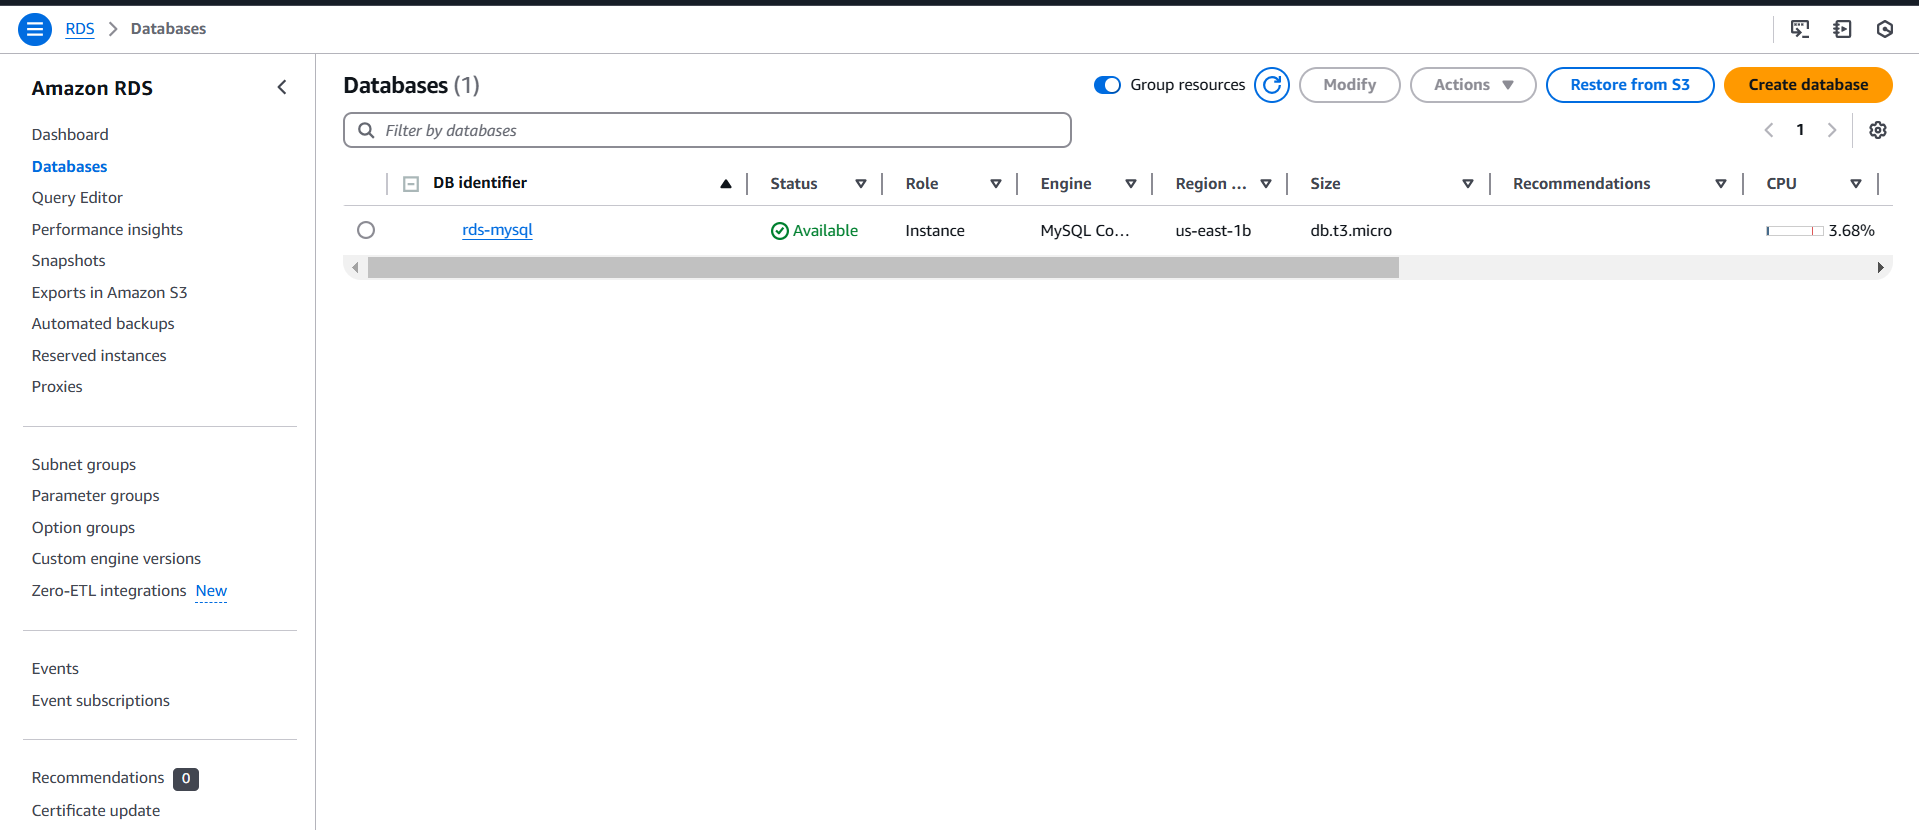 RDS > Databases
Amazon RDS
Dashboard
Databases
Query Editor
Performance insights
Snapshots
Exports in Amazon S3
Automated backups
Reserved instances
Proxies
Subnet groups
Parameter groups
Option groups
Custom engine versions
Zero-ETL integrations New
Events
Event subscriptions
Recommendations 0
Certificate update
Databases (1)
Group resources Modify Actions Restore from S3 Create database
Filter by databases
1
DB identifier Status Role Engine Region ... Size Recommendations CPU
rds-mysql Available Instance MySQL Co... us-east-1b db.t3.micro 3.68%